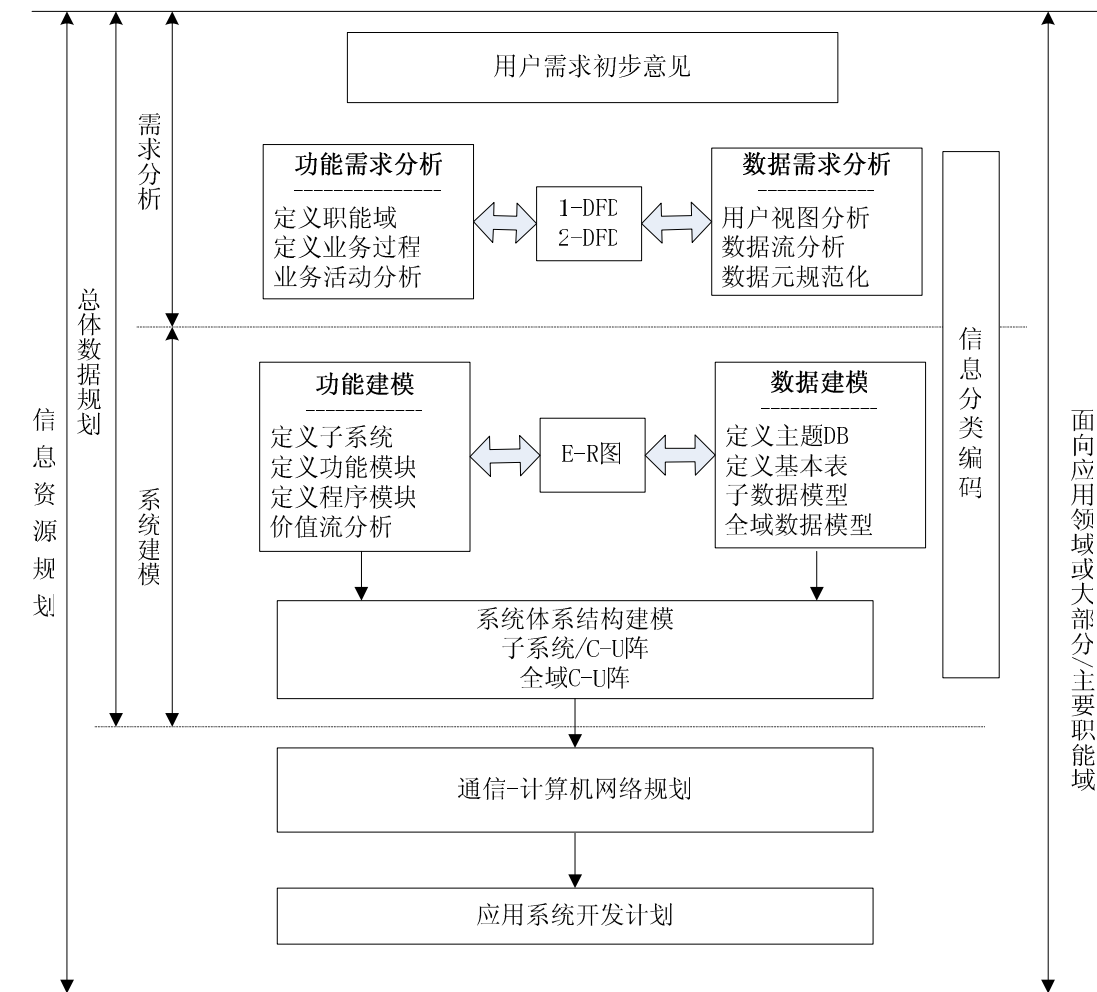 用户需求初步意见
需求分析
功能需求分析
定义职能域
定义业务过程
业务活动分析
1-DFD
2-DFD
数据需求分析
用户视图分析
数据流分析
数据元规范化
总体数据规划
信息资源规划
系统建模
功能建模
定义子系统
定义功能模块
定义程序模块
价值流分析
E-R图
数据建模
定义主题DB
定义基本表
子数据模型
全域数据模型
信息分类编码
面向应用领域或大部分/主要职能域
系统体系结构建模
子系统/C-U阵
全域C-U阵
通信-计算机网络规划
应用系统开发计划